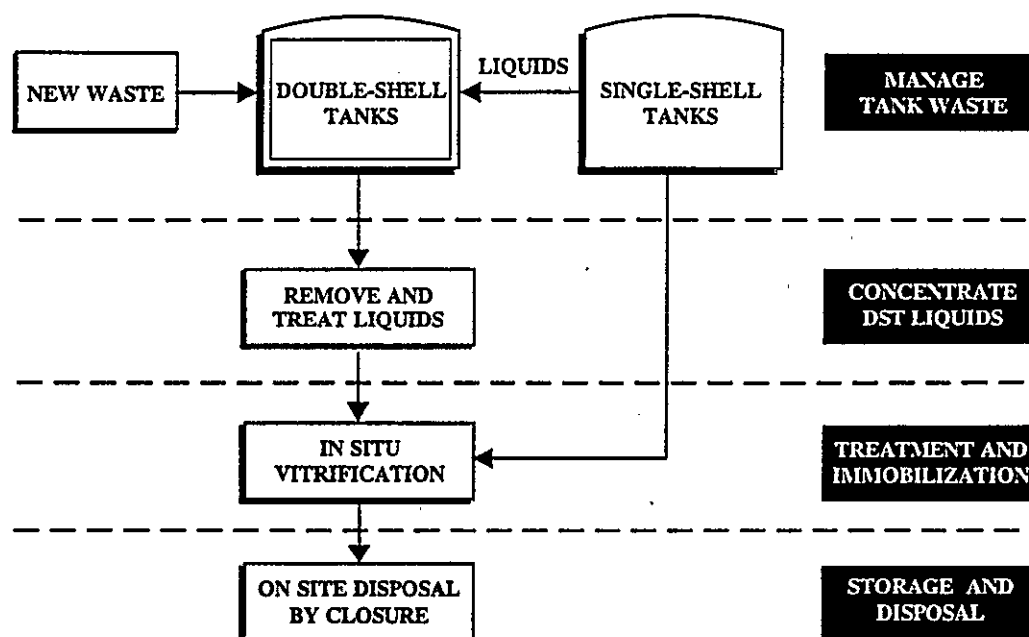 NEW WASTE
DOUBLE-SHELL
TANKS
LIQUIDS
SINGLE-SHELL
TANKS
MANAGE
TANK WASTE
REMOVE AND
TREAT LIQUIDS
CONCENTRATE
DST LIQUIDS
IN SITU
VITRIFICATION
TREATMENT AND
IMMOBILIZATION
ON SITE DISPOSAL
BY CLOSURE
STORAGE AND
DISPOSAL